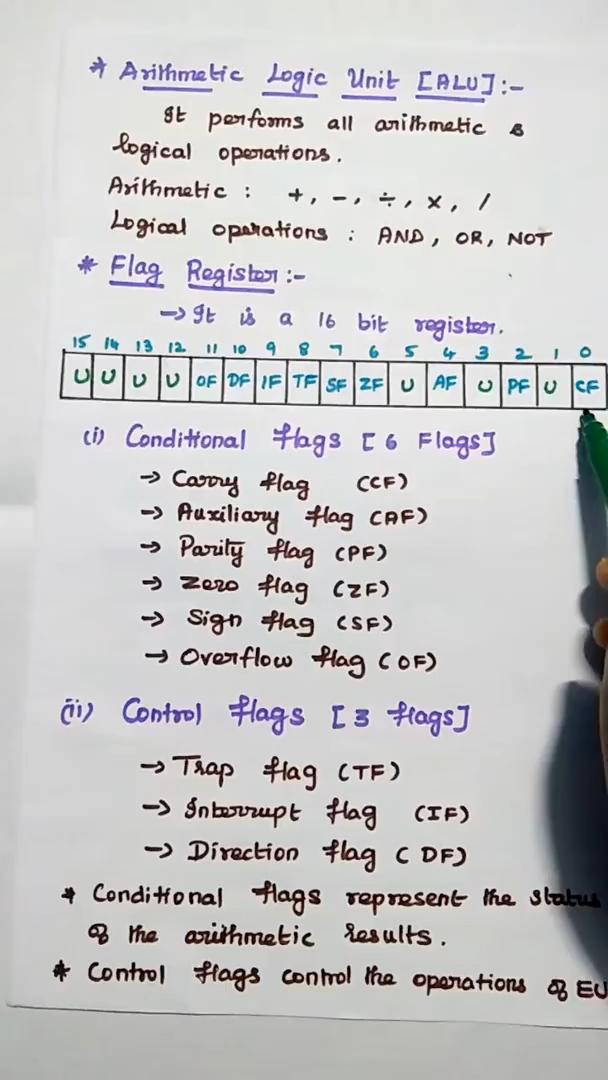 * Arithmetic Logic Unit [ALU]:-
It performs all arithmetic &
logical operations.
Arithmetic : +, -, ÷, ×, /
Logical operations : AND, OR, NOT
* Flag Register:-
→ It is a 16 bit register.
15 14 13 12 11 10 9 8 7 6 5 4 3 2 1 0
U U U U OF DF IF TF SF ZF U AF U PF U CF
(i) Conditional flags [6 Flags]
→ Carry flag (CF)
→ Auxiliary flag (AF)
→ Parity flag (PF)
→ Zero flag (ZF)
→ Sign flag (SF)
→ Overflow flag (OF)
(ii) Control flags [3 flags]
→ Trap flag (TF)
→ Interrupt flag (IF)
→ Direction flag (DF)
* Conditional flags represent the status
of the arithmetic results.
* Control flags control the operations of EU